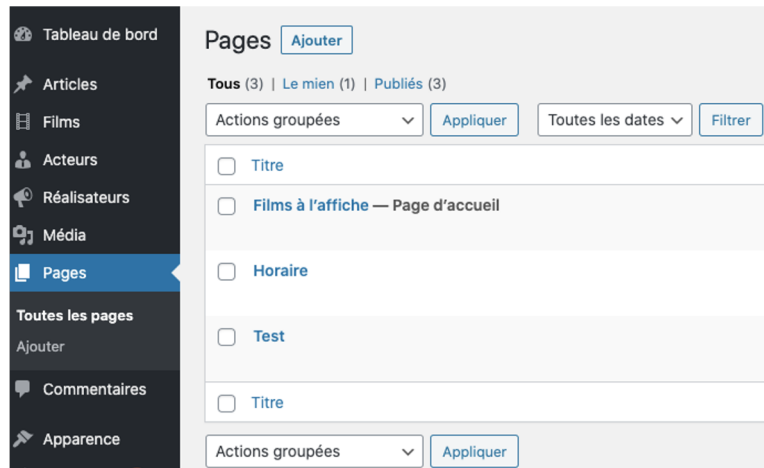 Tableau de bord
Articles
Films
Acteurs
Réalisateurs
Média
Pages
Toutes les pages
Ajouter
Commentaires
Apparence
Pages Ajouter
Tous (3) | Le mien (1) | Publiés (3)
Actions groupées Appliquer Toutes les dates Filtrer
Titre
Films à l’affiche — Page d’accueil
Horaire
Test
Titre
Actions groupées Appliquer